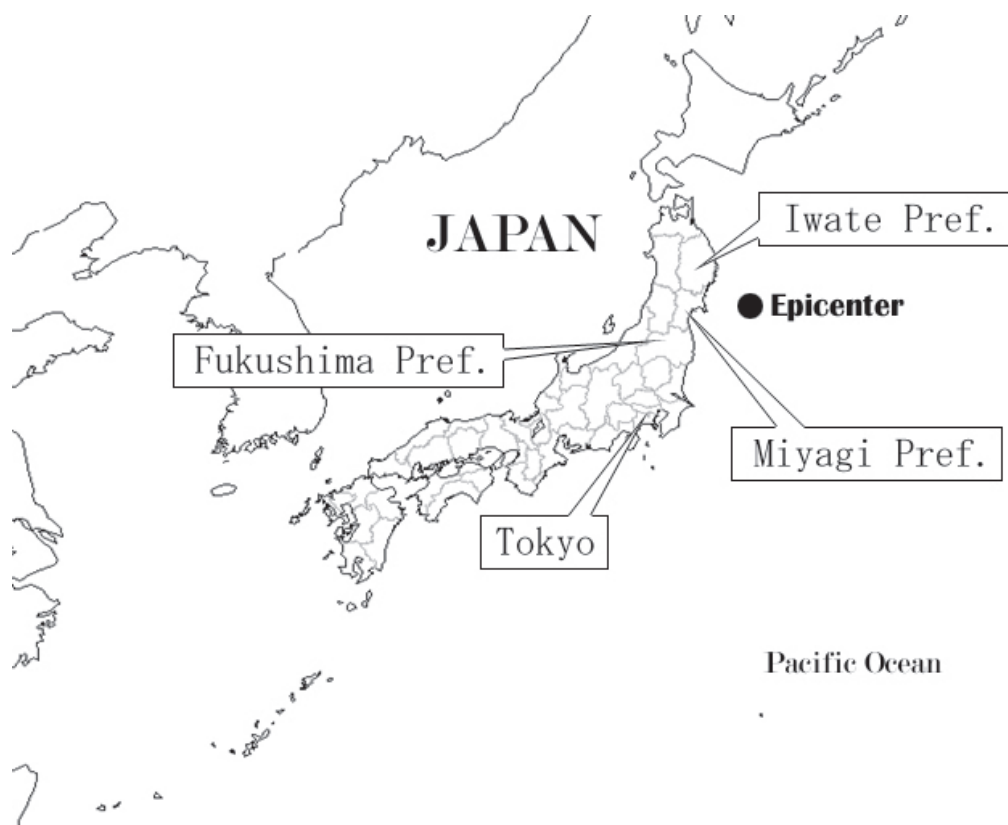 Iwate Pref.
JAPAN
Epicenter
Fukushima Pref.
Miyagi Pref.
Tokyo
Pacific Ocean